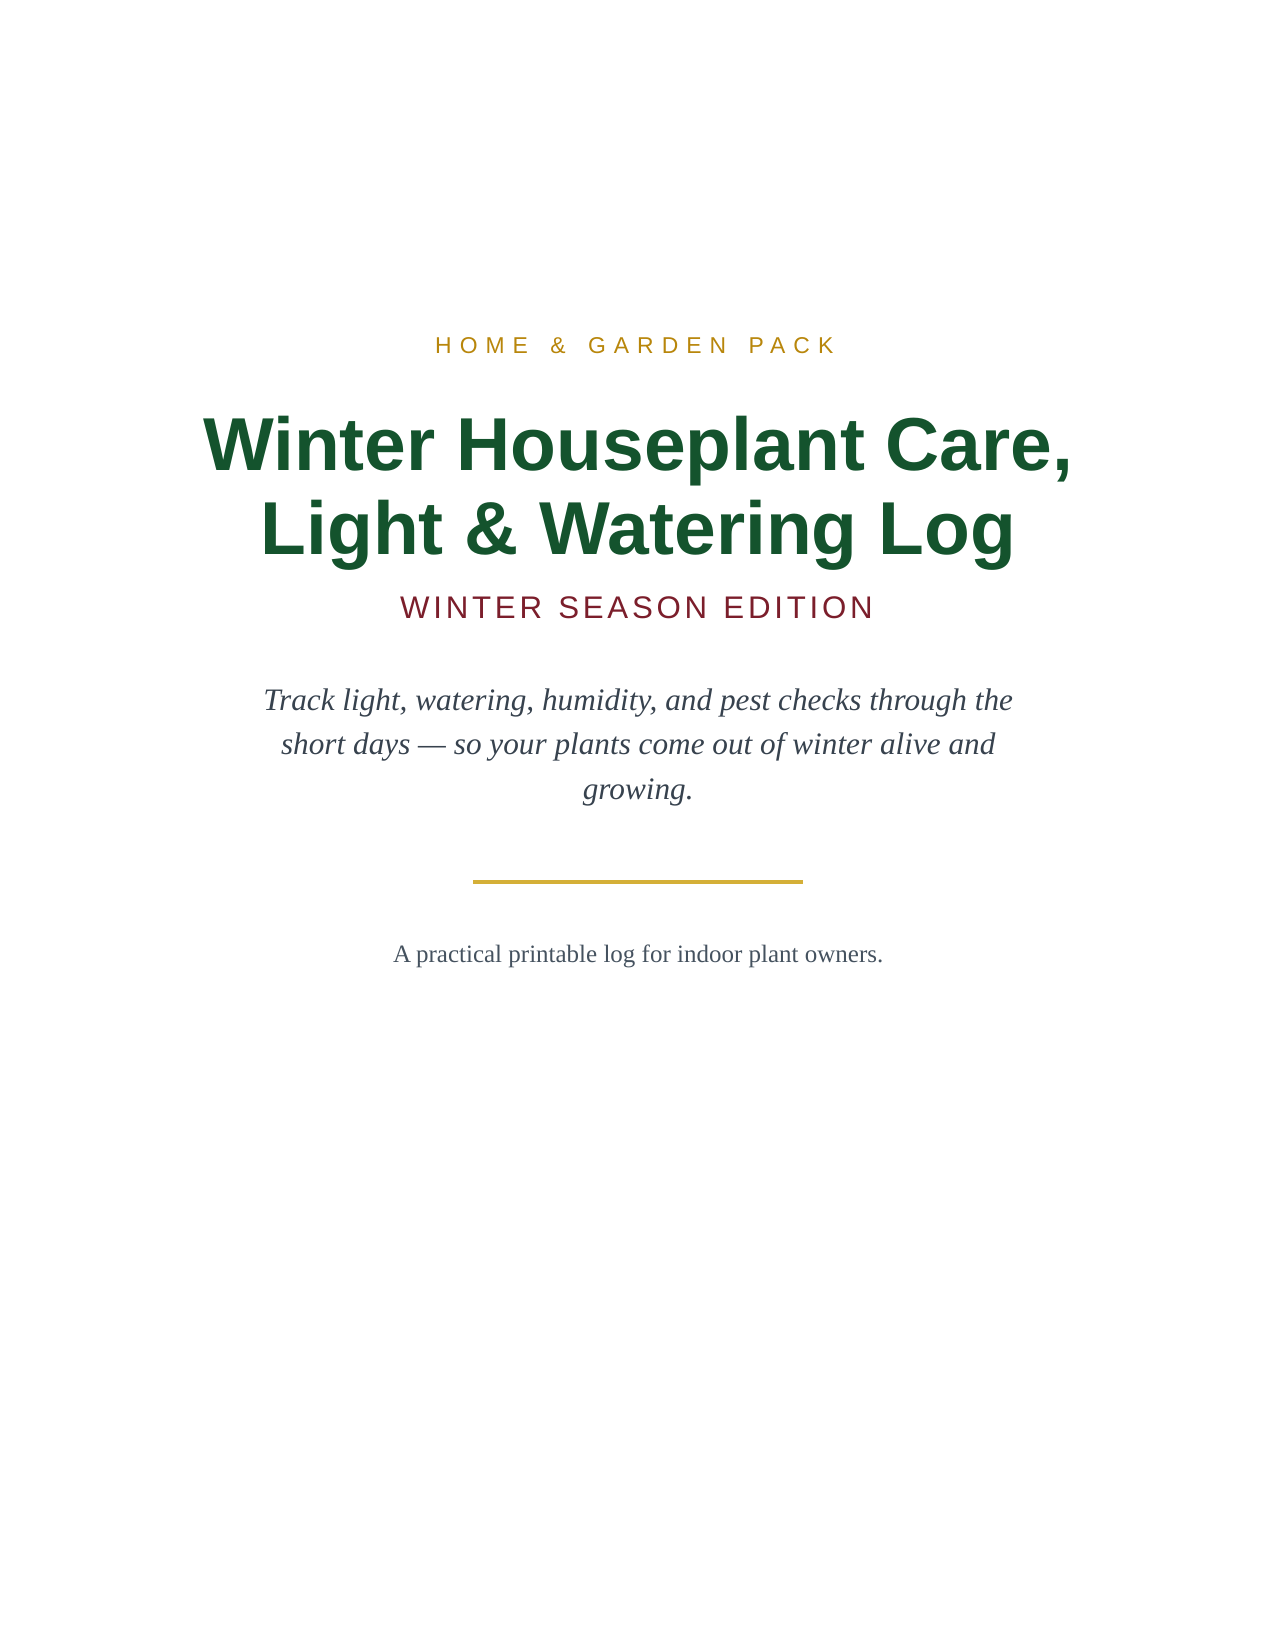 HOME & GARDEN PACK
Winter Houseplant Care,
Light & Watering Log
WINTER SEASON EDITION
Track light, watering, humidity, and pest checks through the
short days — so your plants come out of winter alive and
growing.
A practical printable log for indoor plant owners.